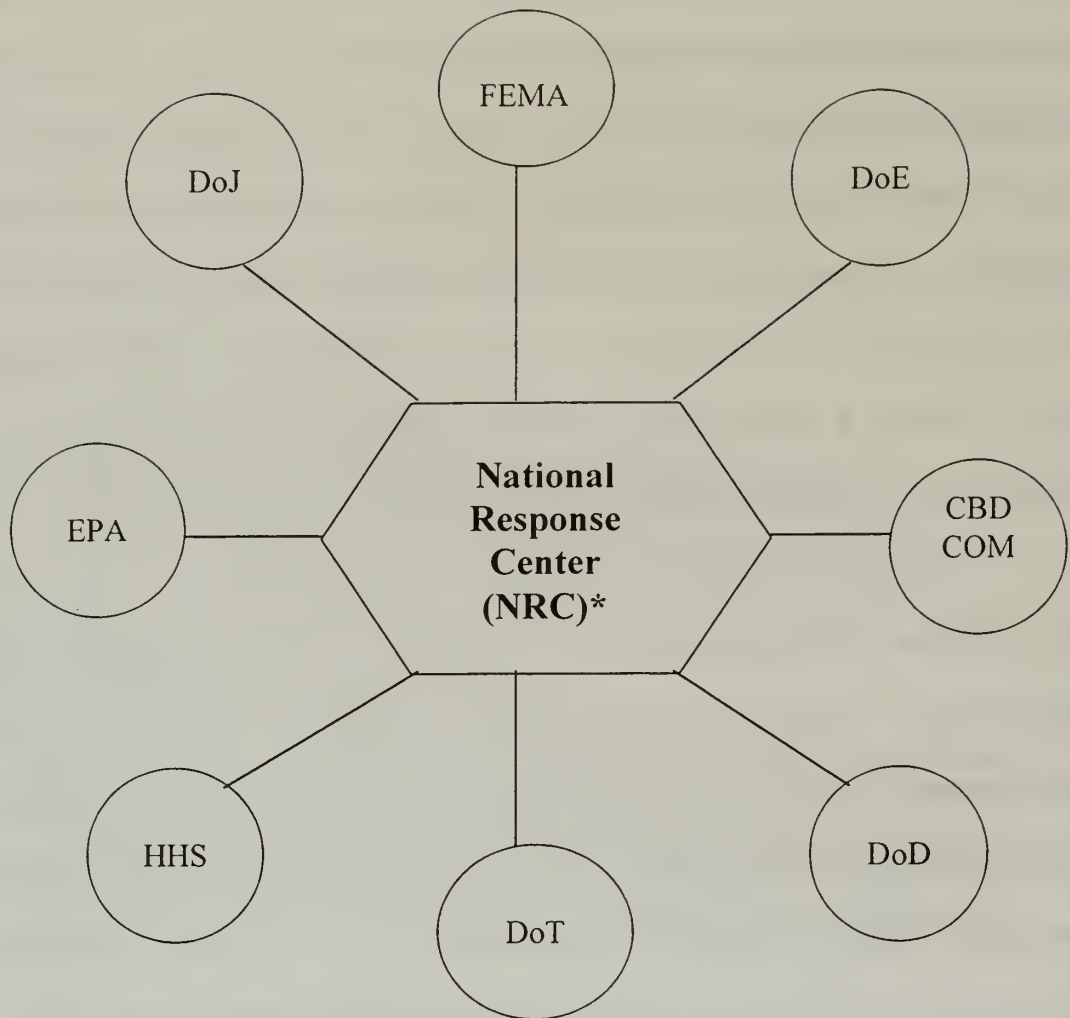 FEMA
DoJ
DoE
National
Response
Center
(NRC)*
EPA
CBD
COM
HHS
DoD
DoT